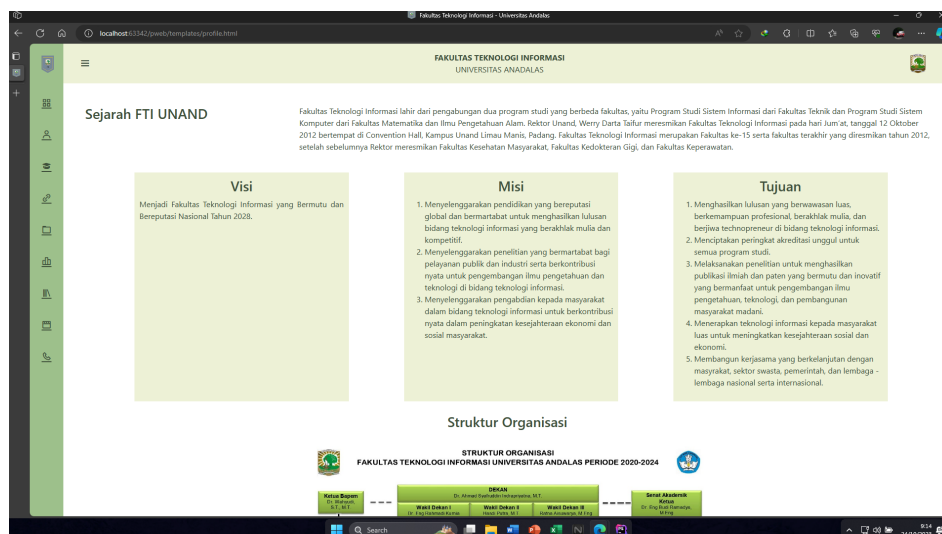 Fakultas Teknologi Informasi - Universitas Andalas
localhost:63342/pweb/templates/profile.html
FAKULTAS TEKNOLOGI INFORMASI
UNIVERSITAS ANADALAS
Sejarah FTI UNAND
Fakultas Teknologi Informasi lahir dari pengabungan dua program studi yang berbeda fakultas, yaitu Program Studi Sistem Informasi dari Fakultas Teknik dan Program Studi Sistem
Komputer dari Fakultas Matematika dan Ilmu Pengetahuan Alam. Rektor Unand, Werry Darta Taifur meresmikan Fakultas Teknologi Informasi pada hari Jum'at, tanggal 12 Oktober
2012 bertempat di Convention Hall, Kampus Unand Limau Manis, Padang. Fakultas Teknologi Informasi merupakan Fakultas ke-15 serta fakultas terakhir yang diresmikan tahun 2012,
setelah sebelumnya Rektor meresmikan Fakultas Kesehatan Masyarakat, Fakultas Kedokteran Gigi, dan Fakultas Keperawatan.
Visi
Menjadi Fakultas Teknologi Informasi yang Bermutu dan
Bereputasi Nasional Tahun 2028.
Misi
1. Menyelenggarakan pendidikan yang bereputasi
global dan bermartabat untuk menghasilkan lulusan
bidang teknologi informasi yang berakhlak mulia dan
kompetitif.
2. Menyelenggarakan penelitian yang bermartabat bagi
pelayanan publik dan industri serta berkontribusi
nyata untuk pengembangan ilmu pengetahuan dan
teknologi di bidang teknologi informasi.
3. Menyelenggarakan pengabdian kepada masyarakat
dalam bidang teknologi informasi untuk berkontribusi
nyata dalam peningkatan kesejahteraan ekonomi dan
sosial masyarakat.
Tujuan
1. Menghasilkan lulusan yang berwawasan luas,
berkemampuan profesional, berakhlak mulia, dan
berjiwa technopreneur di bidang teknologi informasi.
2. Menciptakan peringkat akreditasi unggul untuk
semua program studi.
3. Melaksanakan penelitian untuk menghasilkan
publikasi ilmiah dan paten yang bermutu dan inovatif
yang bermanfaat untuk pengembangan ilmu
pengetahuan, teknologi, dan pembangunan
masyarakat madani.
4. Menerapkan teknologi informasi kepada masyarakat
luas untuk meningkatkan kesejahteraan sosial dan
ekonomi.
5. Membangun kerjasama yang berkelanjutan dengan
masyrakat, sektor swasta, pemerintah, dan lembaga -
lembaga nasional serta internasional.
Struktur Organisasi
STRUKTUR ORGANISASI
FAKULTAS TEKNOLOGI INFORMASI UNIVERSITAS ANDALAS PERIODE 2020-2024
Ketua Bapem
S.T., M.T.
DEKAN
Wakil Dekan I
Wakil Dekan II
Wakil Dekan III
Senat Akademik
Ketua
Search
9:14